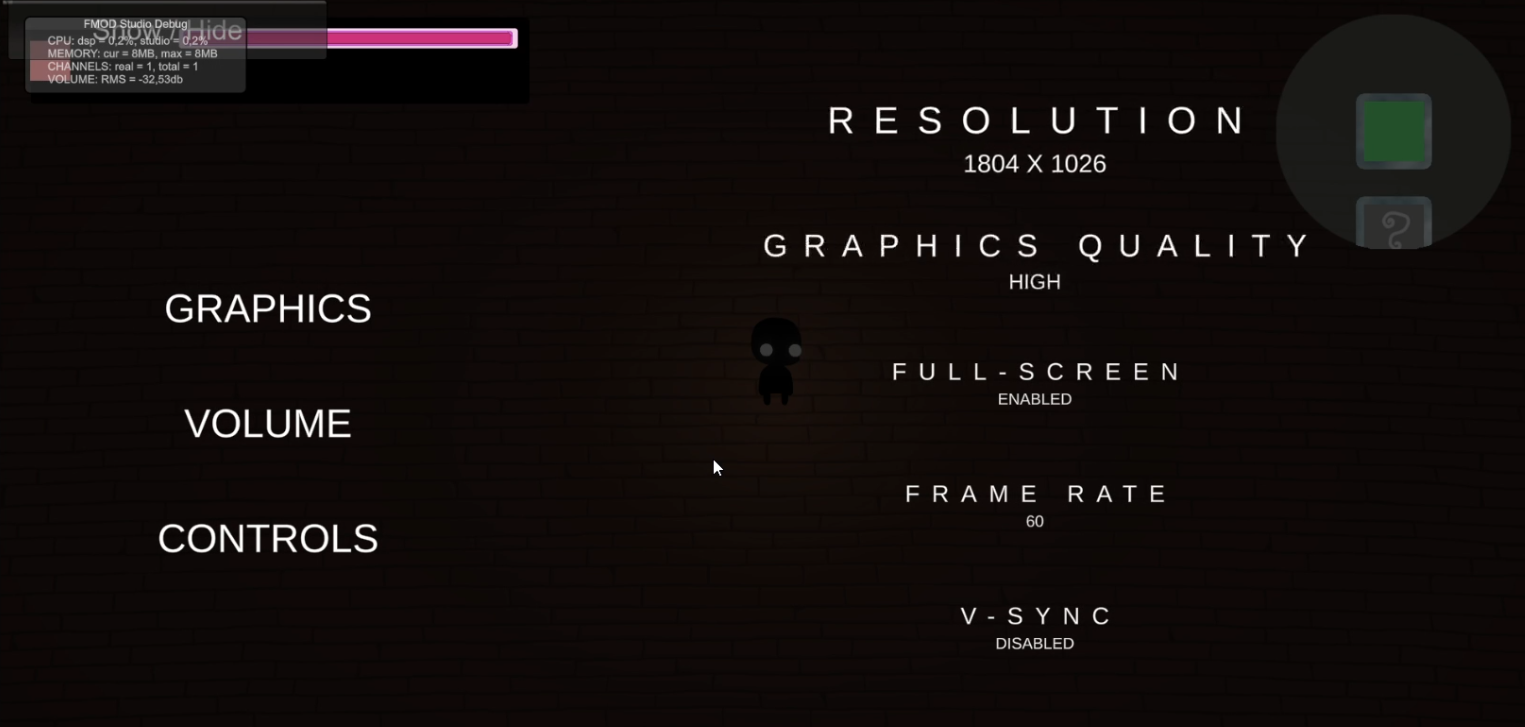 FMOD Studio Debug
Show / Hide
CPU: dsp = 0,2%, studio = 0,2%
MEMORY: cur = 8MB, max = 8MB
CHANNELS: real = 1, total = 1
VOLUME: RMS = -32,53db
RESOLUTION
1804 X 1026
GRAPHICS QUALITY
HIGH
GRAPHICS
FULL-SCREEN
ENABLED
VOLUME
FRAME RATE
60
CONTROLS
V-SYNC
DISABLED
?